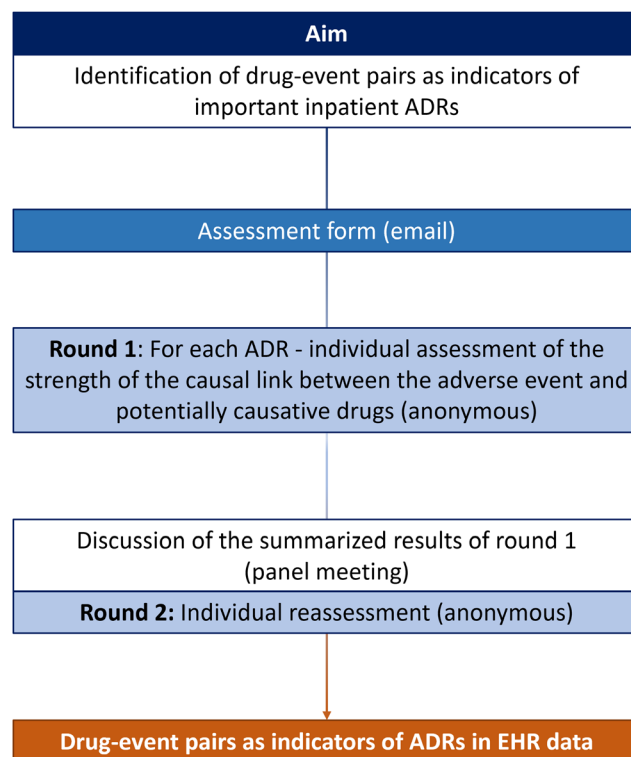 Aim
Identification of drug-event pairs as indicators of
important inpatient ADRs
Assessment form (email)
Round 1: For each ADR - individual assessment of the
strength of the causal link between the adverse event and
potentially causative drugs (anonymous)
Discussion of the summarized results of round 1
(panel meeting)
Round 2: Individual reassessment (anonymous)
Drug-event pairs as indicators of ADRs in EHR data